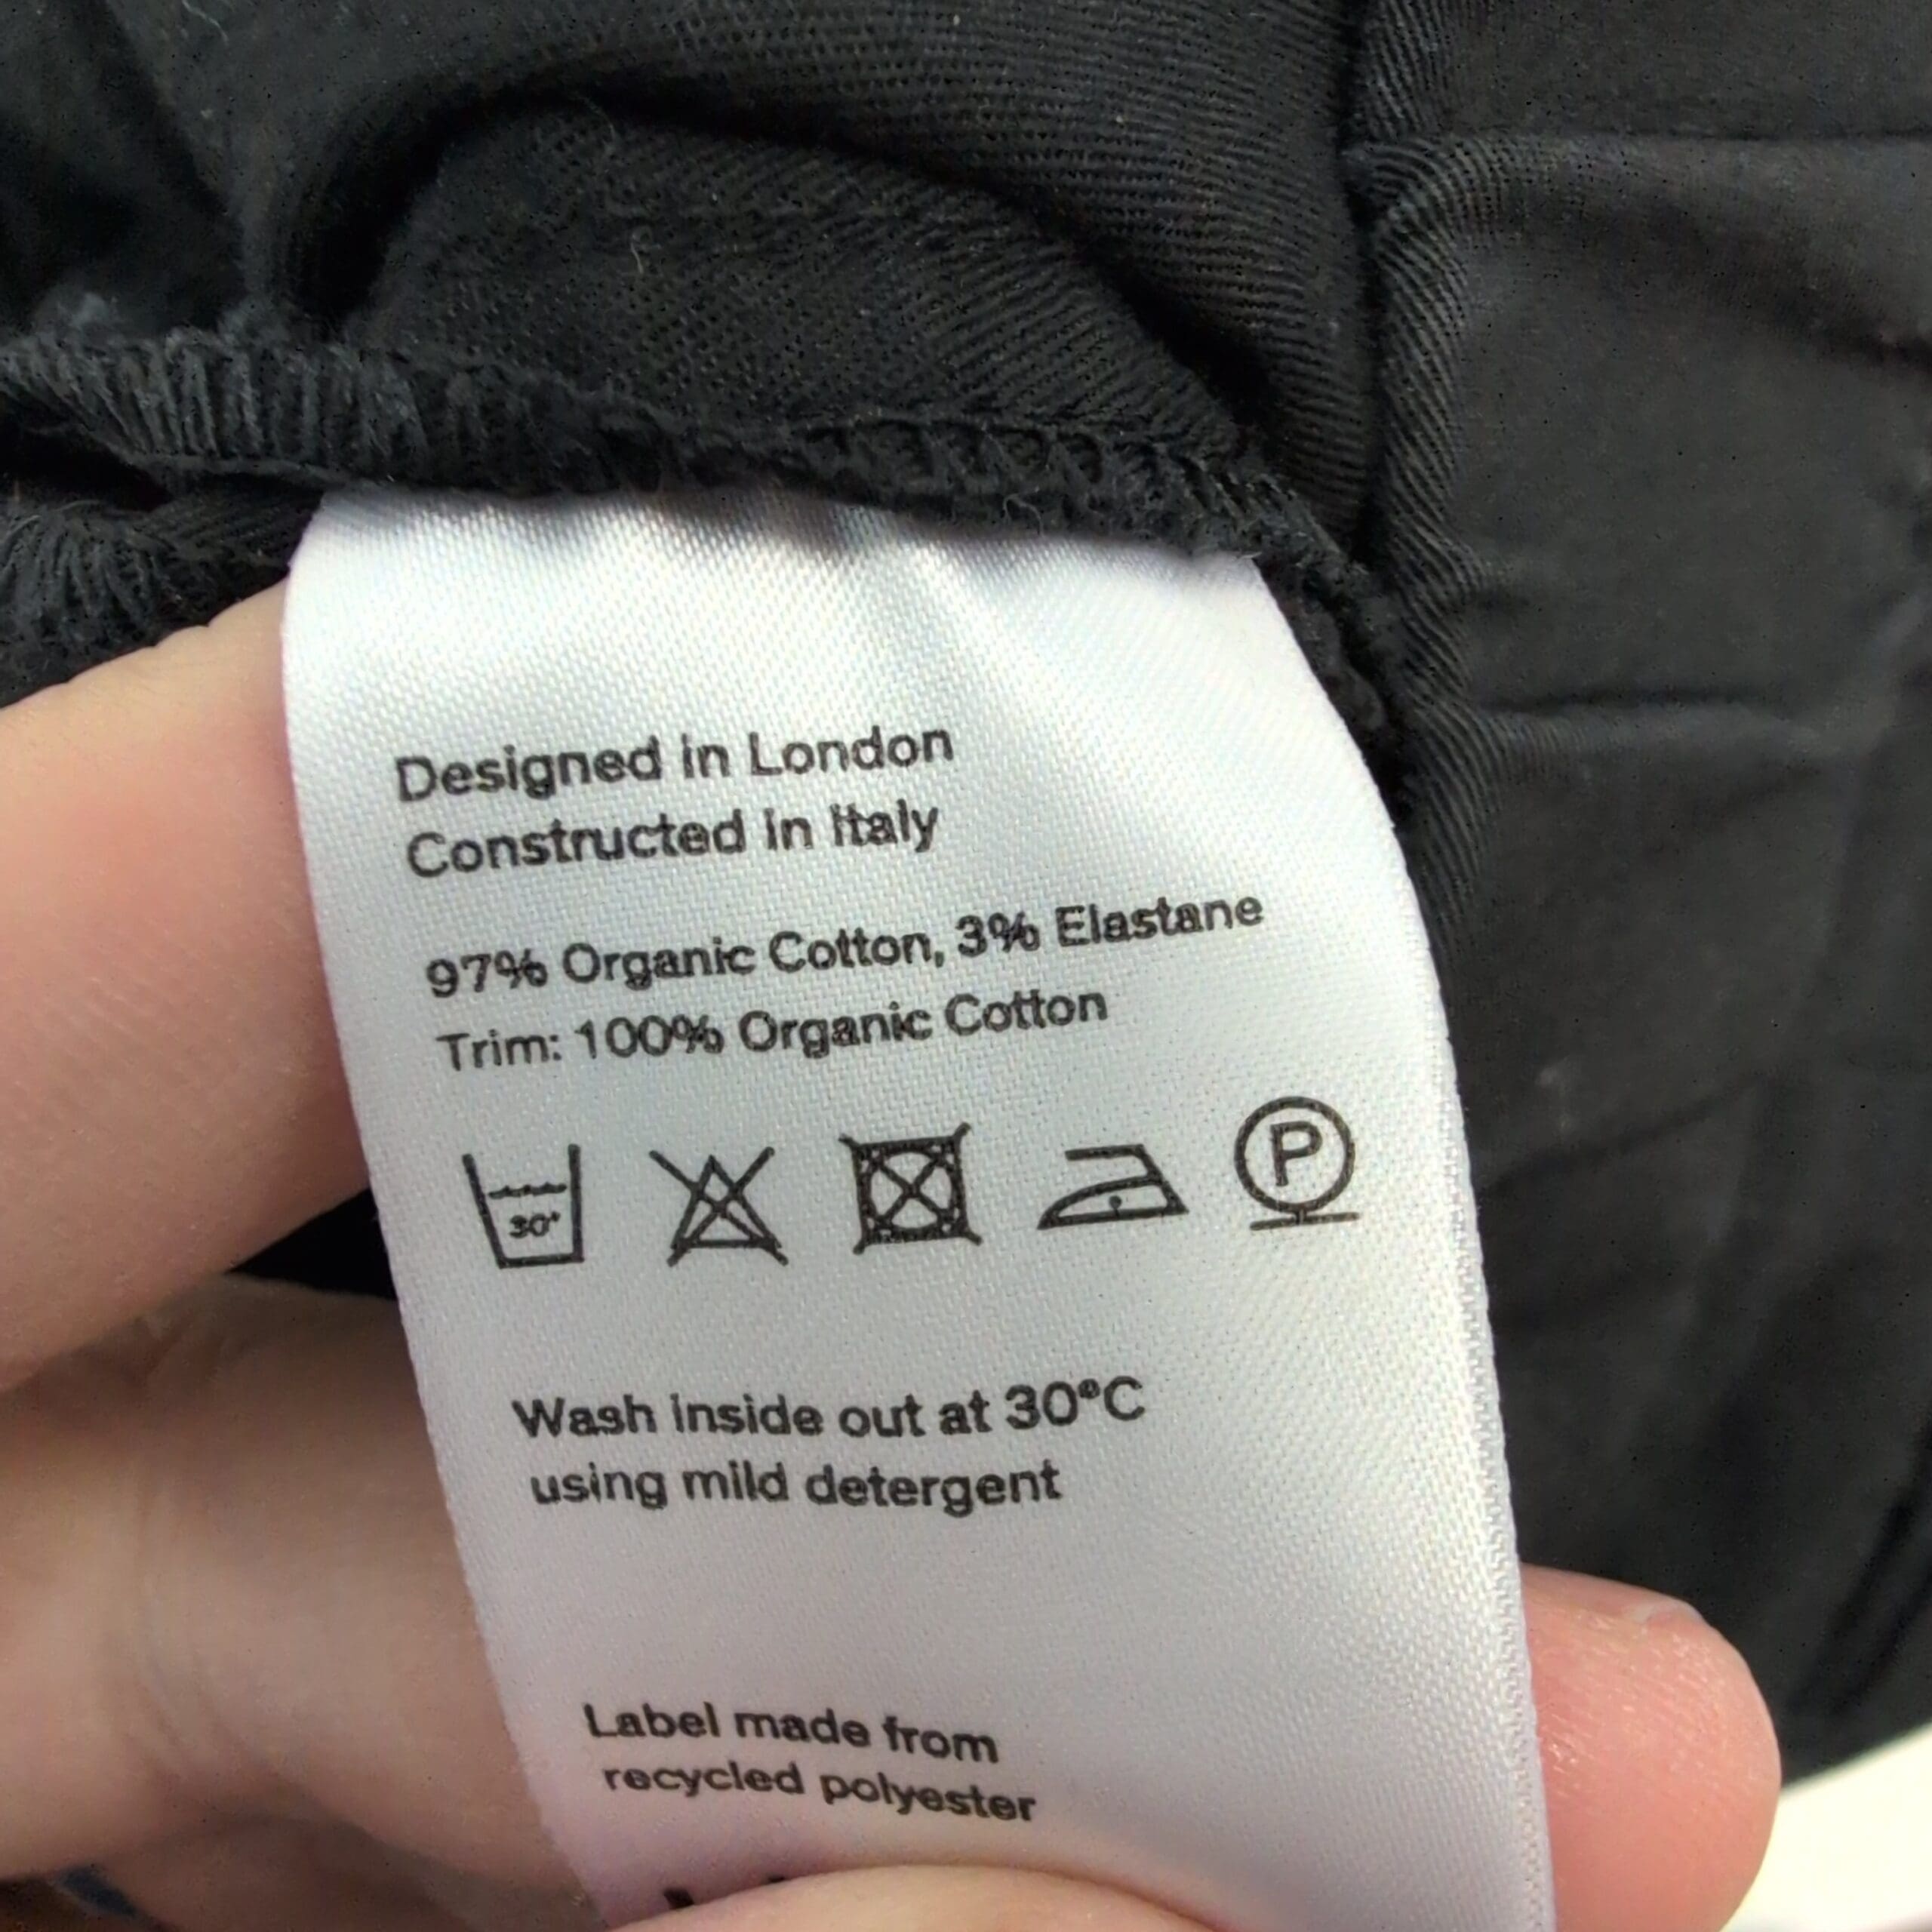 Designed in London
Constructed in Italy
97% Organic Cotton, 3% Elastane
Trim: 100% Organic Cotton
30°
P
Wash inside out at 30°C
using mild detergent
Label made from
recycled polyester